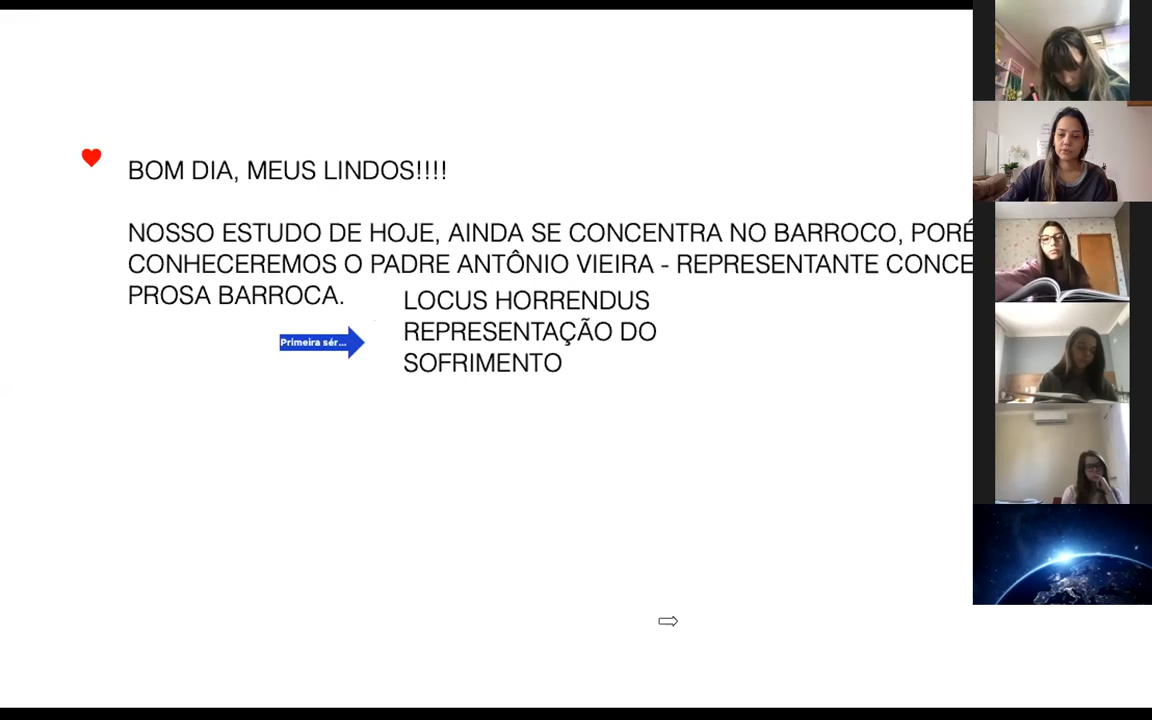 BOM DIA, MEUS LINDOS!!!!
NOSSO ESTUDO DE HOJE, AINDA SE CONCENTRA NO BARROCO, PORÉ
CONHECEREMOS O PADRE ANTÔNIO VIEIRA - REPRESENTANTE CONCE
PROSA BARROCA.
LOCUS HORRENDUS
REPRESENTAÇÃO DO
SOFRIMENTO
Primeira sér...